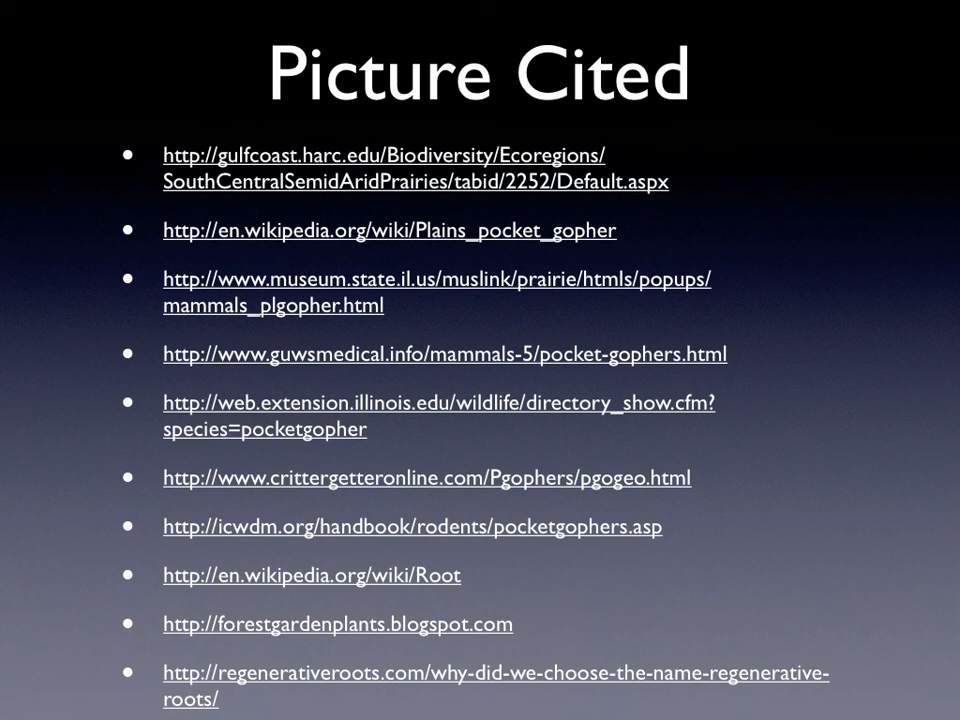 Picture Cited
• http://gulfcoast.harc.edu/Biodiversity/Ecoregions/
SouthCentralSemidAridPrairies/tabid/2252/Default.aspx
• http://en.wikipedia.org/wiki/Plains_pocket_gopher
• http://www.museum.state.il.us/muslink/prairie/htmls/popups/
mammals_plgopher.html
• http://www.guwsmedical.info/mammals-5/pocket-gophers.html
• http://web.extension.illinois.edu/wildlife/directory_show.cfm?
species=pocketgopher
• http://www.crittergetteronline.com/Pgophers/pgogeo.html
• http://icwdm.org/handbook/rodents/pocketgophers.asp
• http://en.wikipedia.org/wiki/Root
• http://forestgardenplants.blogspot.com
• http://regenerativeroots.com/why-did-we-choose-the-name-regenerative-
roots/